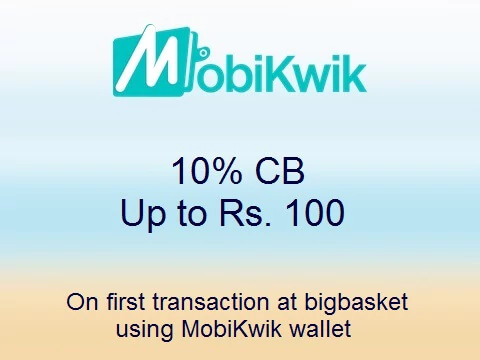 MobiKwik
10% CB
Up to Rs. 100
On first transaction at bigbasket
using MobiKwik wallet